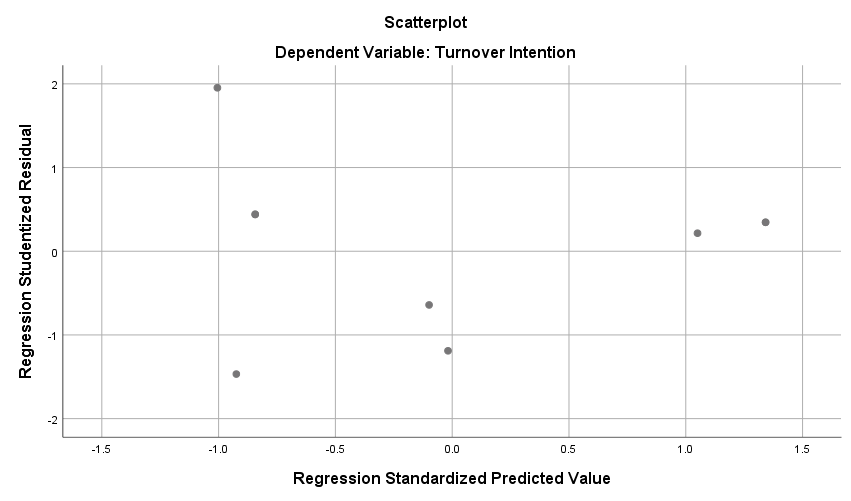 Scatterplot
Dependent Variable: Turnover Intention
Regression Studentized Residual
2
1
0
-1
-2
-1.5 -1.0 -0.5 0.0 0.5 1.0 1.5
Regression Standardized Predicted Value